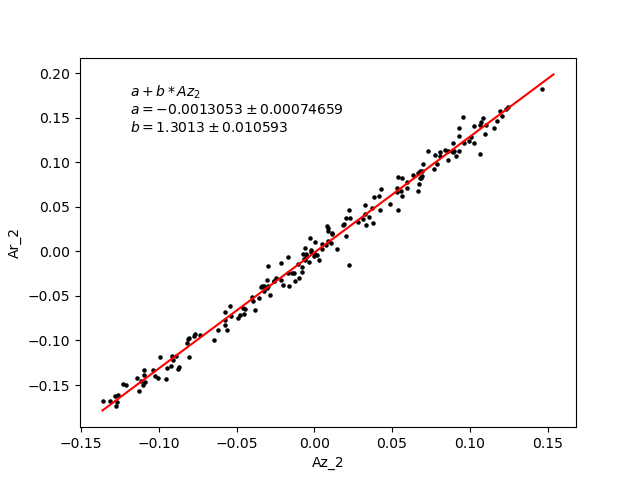 a + b * Az₂
a = −0.0013053 ± 0.00074659
b = 1.3013 ± 0.010593
0.20
0.15
0.10
0.05
0.00
−0.05
−0.10
−0.15
Ar_2
−0.15 −0.10 −0.05 0.00 0.05 0.10 0.15
Az_2